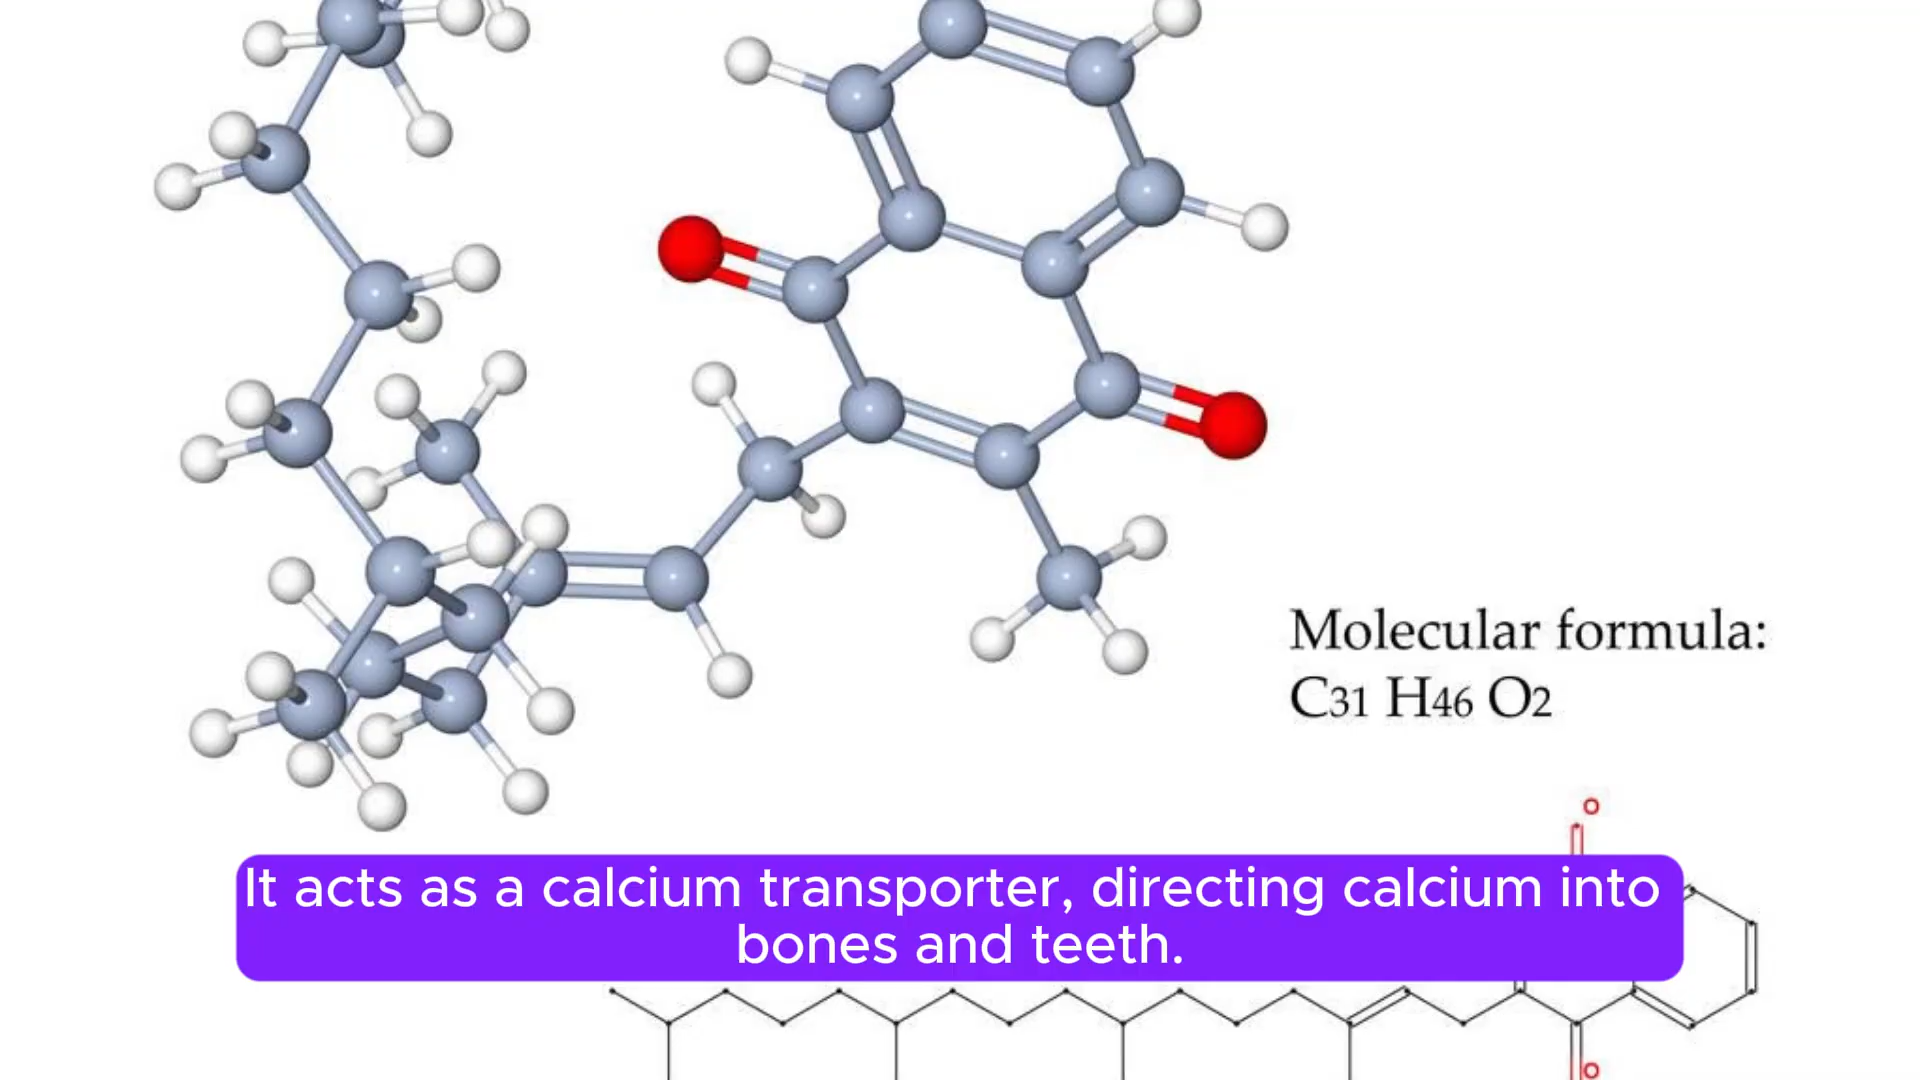 Molecular formula:
C31 H46 O2
O
It acts as a calcium transporter, directing calcium into
bones and teeth.
O